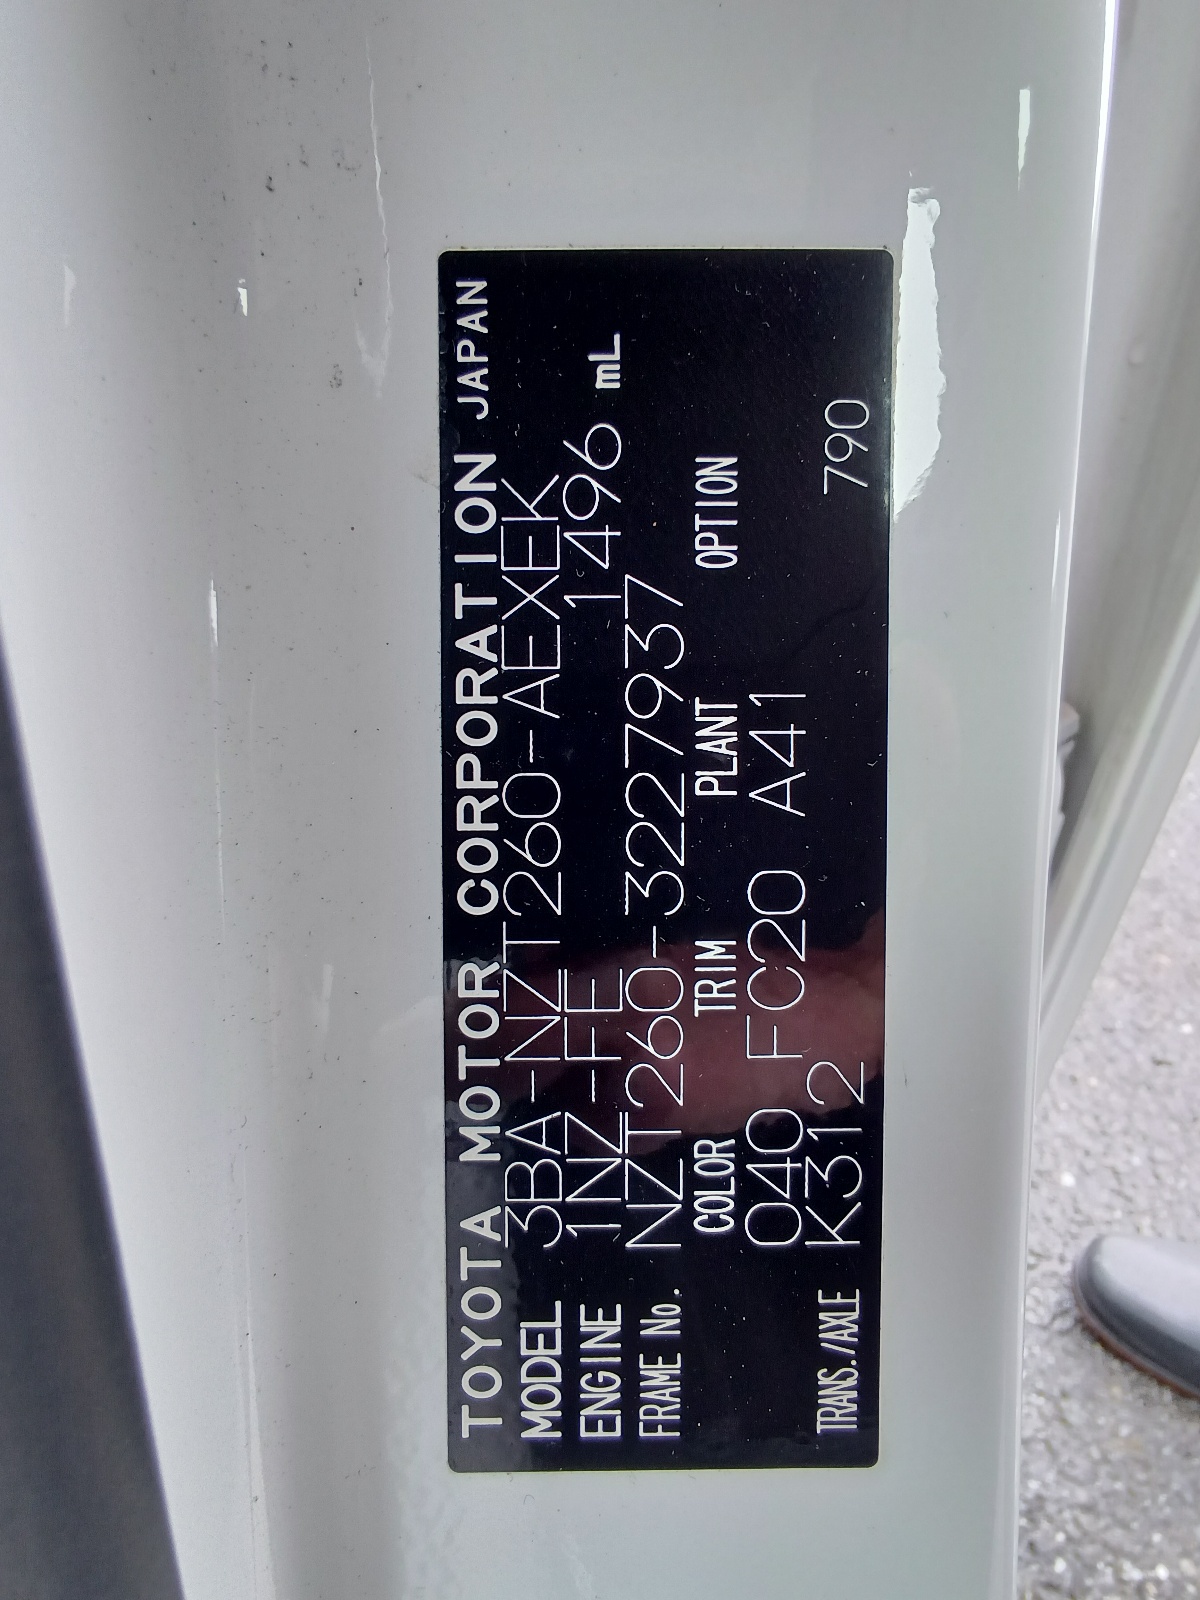 TOYOTA MOTOR CORPORATION JAPAN
MODEL 3BA-NZT260-AEXEK
ENGINE 1NZ-FE 1496 mL
FRAME No. NZT260-3227937
COLOR TRIM PLANT OPTION
040 FC20 A41
TRANS./AXLE K312 790